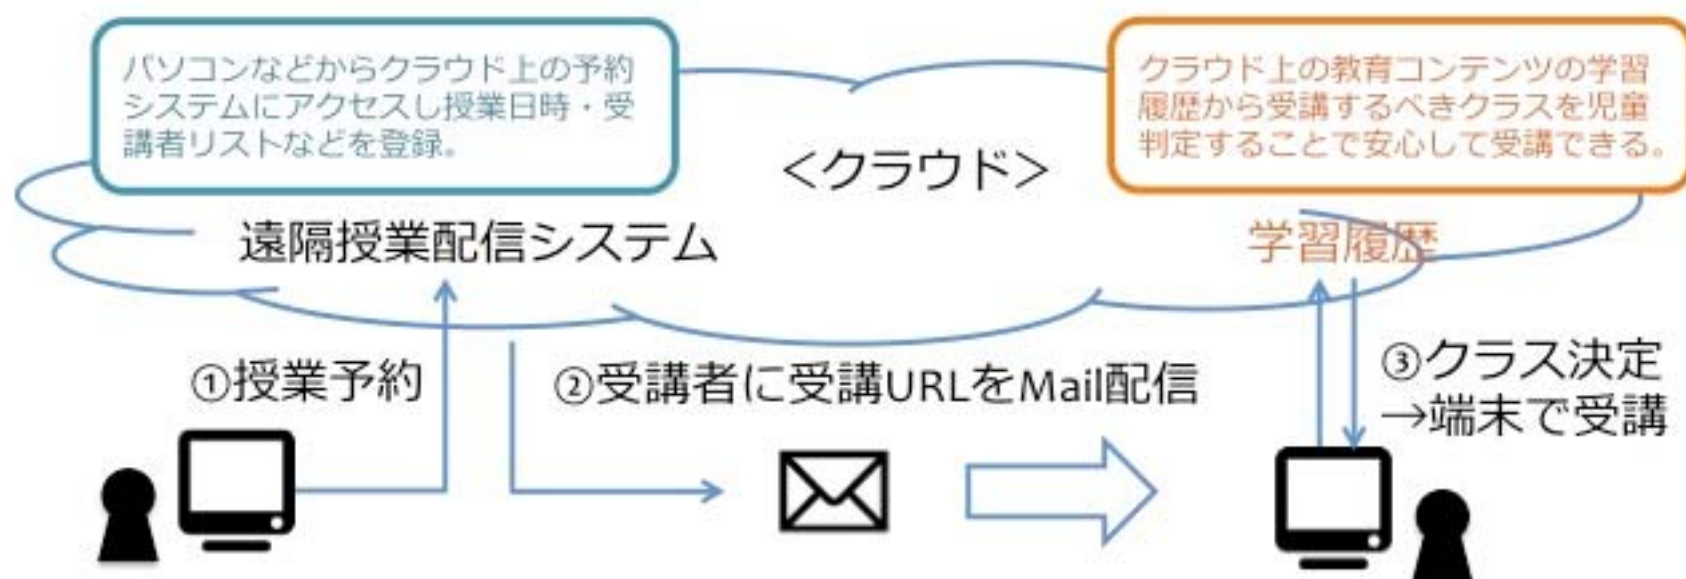 パソコンなどからクラウド上の予約
システムにアクセスし授業日時・受
講者リストなどを登録。
クラウド上の教育コンテンツの学習
履歴から受講するべきクラスを児童
判定することで安心して受講できる。
＜クラウド＞
遠隔授業配信システム
学習履歴
①授業予約
②受講者に受講URLをMail配信
③クラス決定
→端末で受講